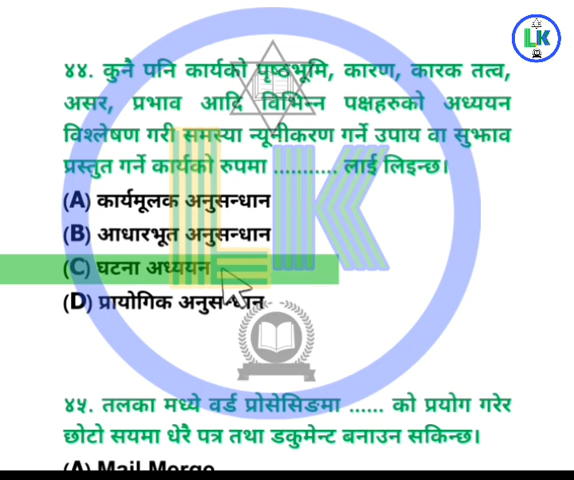 LK
४४. कुनै पनि कार्यको पृष्ठभूमि, कारण, कारक तत्व,
असर, प्रभाव आदि विभिन्न पक्षहरुको अध्ययन
विश्लेषण गरी समस्या न्यूनीकरण गर्ने उपाय वा सुझाव
प्रस्तुत गर्ने कार्यको रुपमा ........... लाई लिइन्छ।
(A) कार्यमूलक अनुसन्धान
(B) आधारभूत अनुसन्धान
(C) घटना अध्ययन
(D) प्रायोगिक अनुसन्धान
४५. तलका मध्ये वर्ड प्रोसेसिङमा ...... को प्रयोग गरेर
छोटो सयमा धेरै पत्र तथा डकुमेन्ट बनाउन सकिन्छ।
(A) Mail Merge